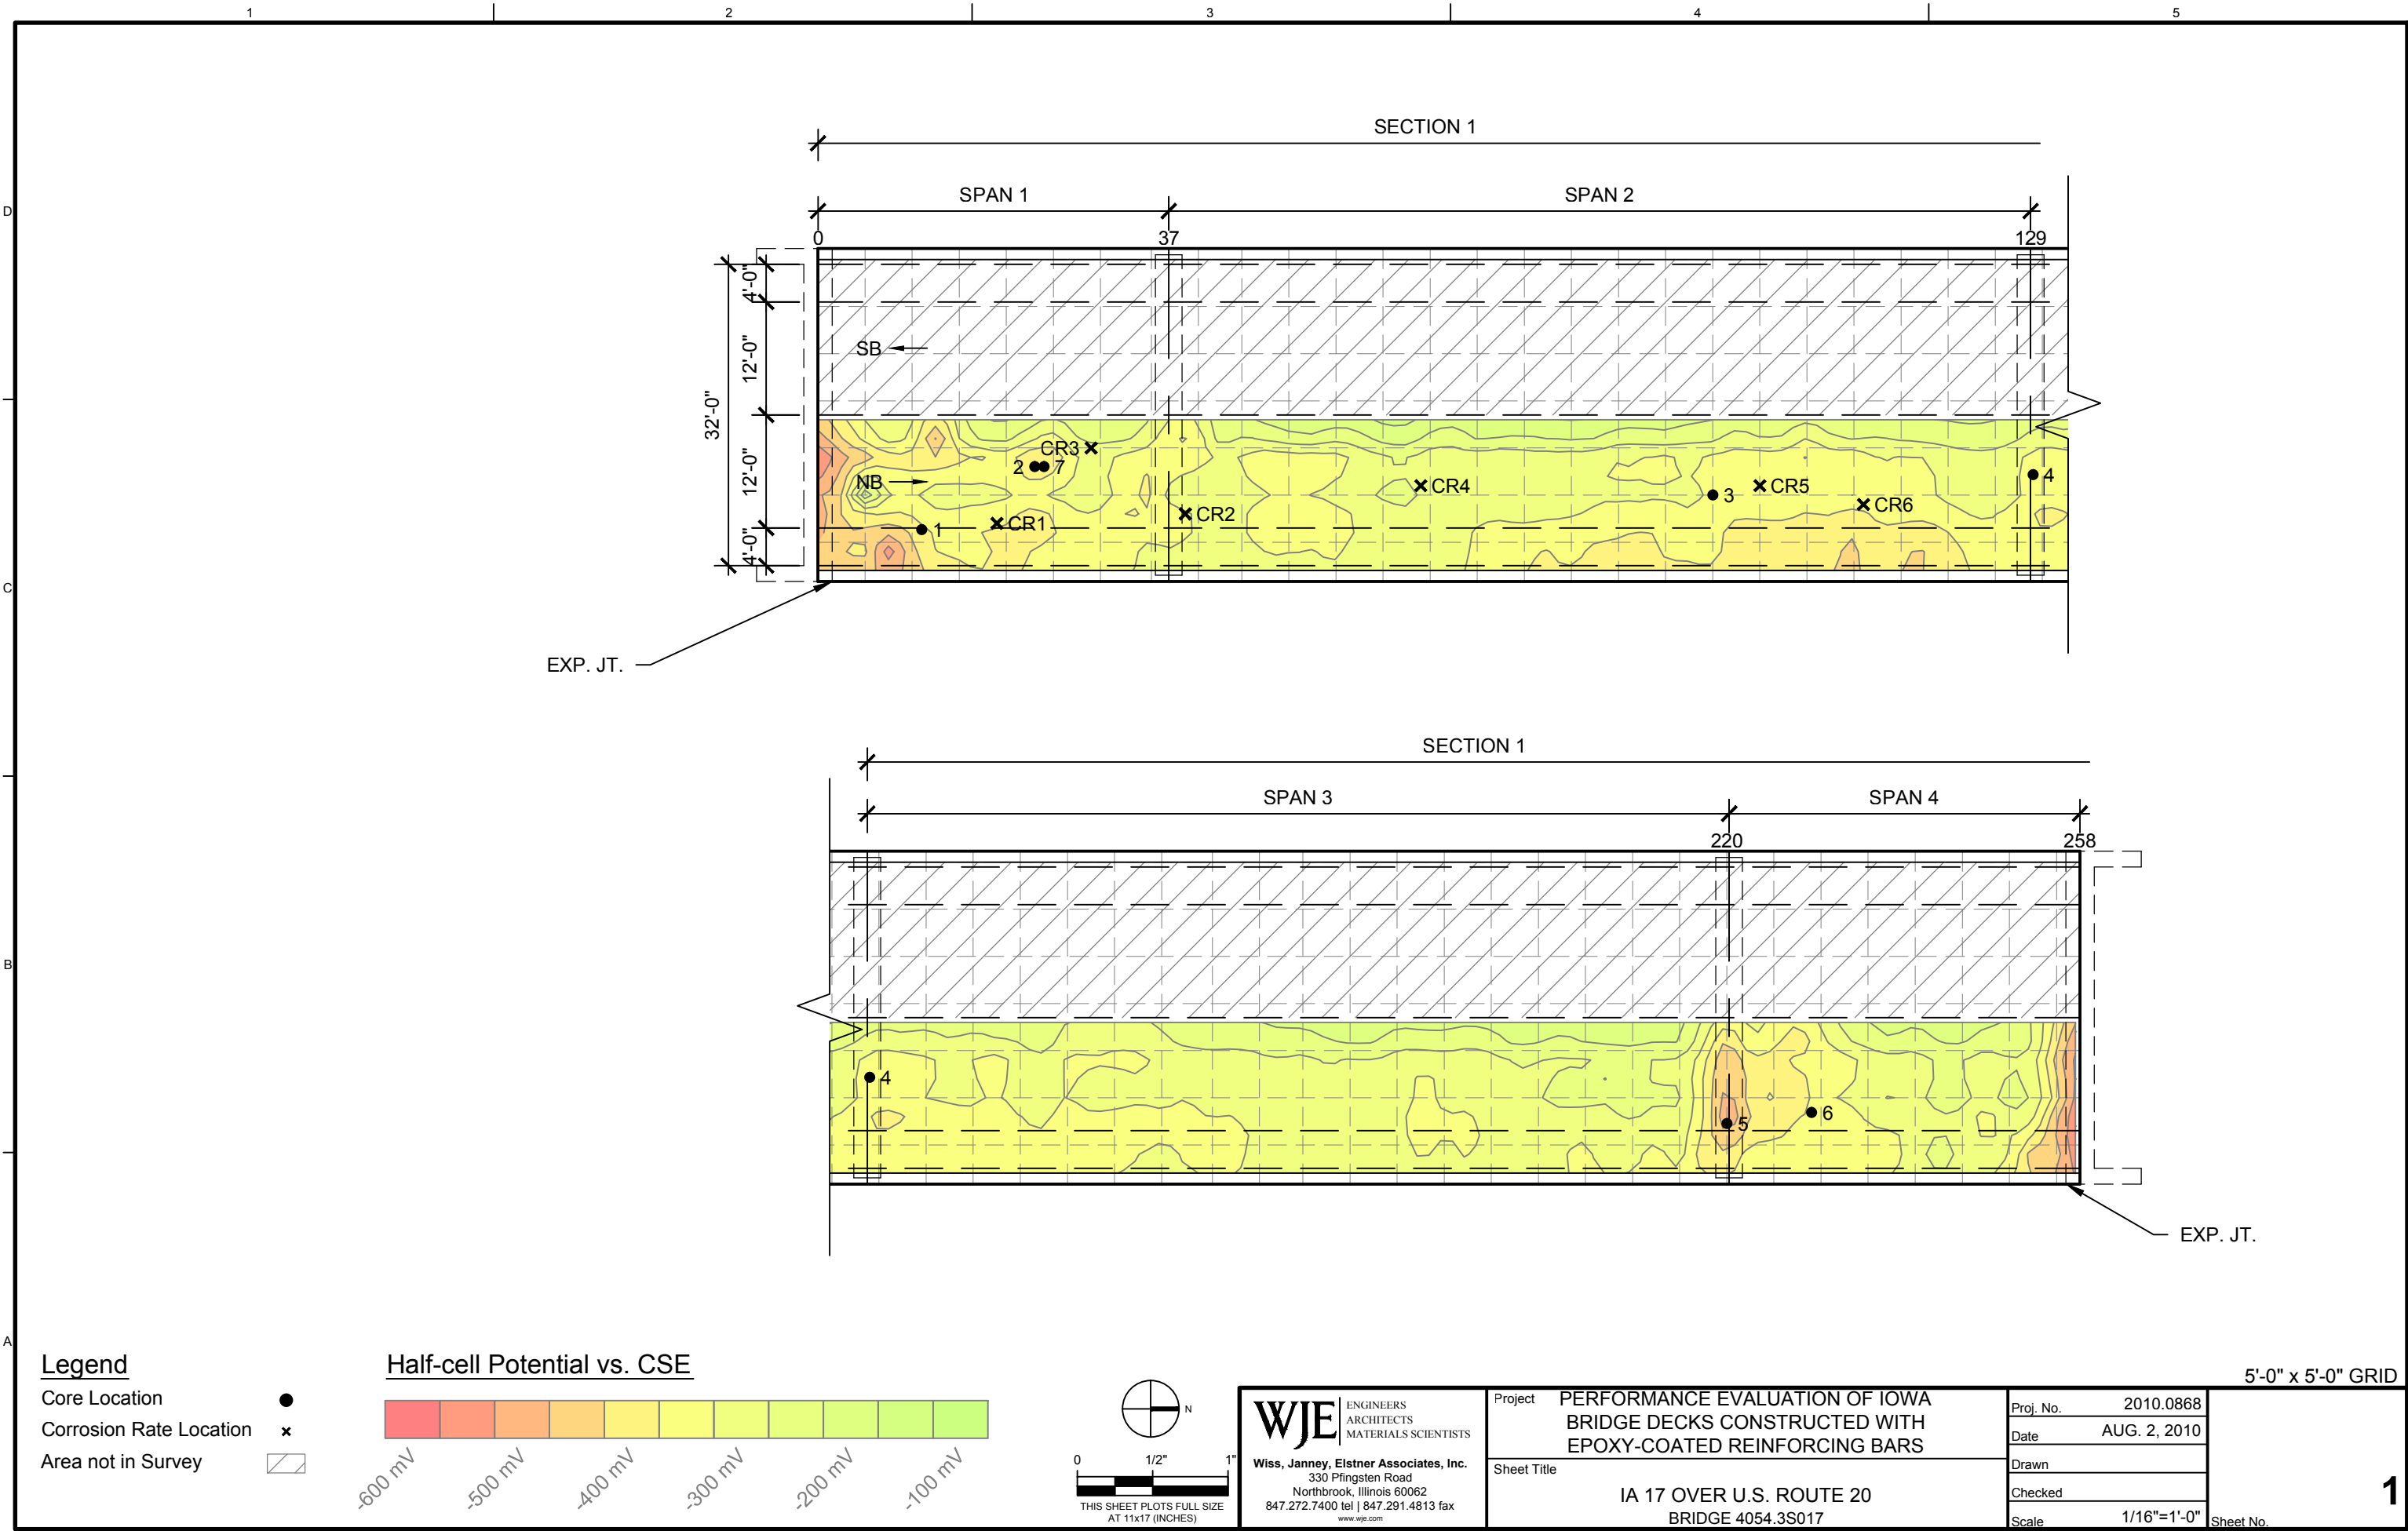 1 2 3 4 5
D
C
B
A
SECTION 1
SPAN 1 SPAN 2
0 37 129
4'-0"
12'-0"
32'-0"
12'-0"
4'-0"
SB
NB
CR3
2 7
CR4
CR5
3
4
CR6
CR2
CR1
1
EXP. JT.
SECTION 1
SPAN 3 SPAN 4
220 258
4
6
5
EXP. JT.
Legend
Core Location
Corrosion Rate Location
Area not in Survey
Half-cell Potential vs. CSE
-600 mV -500 mV -400 mV -300 mV -200 mV -100 mV
N
0 1/2" 1"
THIS SHEET PLOTS FULL SIZE
AT 11x17 (INCHES)
WJE
ENGINEERS
ARCHITECTS
MATERIALS SCIENTISTS
Wiss, Janney, Elstner Associates, Inc.
330 Pfingsten Road
Northbrook, Illinois 60062
847.272.7400 tel | 847.291.4813 fax
www.wje.com
Project PERFORMANCE EVALUATION OF IOWA
BRIDGE DECKS CONSTRUCTED WITH
EPOXY-COATED REINFORCING BARS
Sheet Title
IA 17 OVER U.S. ROUTE 20
BRIDGE 4054.3S017
5'-0" x 5'-0" GRID
Proj. No. 2010.0868
Date AUG. 2, 2010
Drawn
Checked
Scale 1/16"=1'-0"
Sheet No.
1